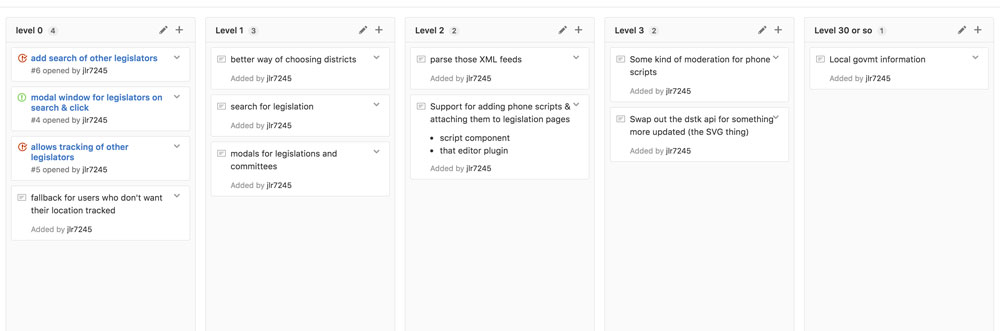 level 0 4
add search of other legislators
#6 opened by jlr7245
modal window for legislators on
search & click
#4 opened by jlr7245
allows tracking of other
legislators
#5 opened by jlr7245
fallback for users who don't want
their location tracked
Added by jlr7245
Level 1 3
better way of choosing districts
Added by jlr7245
search for legislation
Added by jlr7245
modals for legislations and
committees
Added by jlr7245
Level 2 2
parse those XML feeds
Added by jlr7245
Support for adding phone scripts &
attaching them to legislation pages
• script component
• that editor plugin
Added by jlr7245
Level 3 2
Some kind of moderation for phone
scripts
Added by jlr7245
Swap out the dstk api for something
more updated (the SVG thing)
Added by jlr7245
Level 30 or so 1
Local govmt information
Added by jlr7245